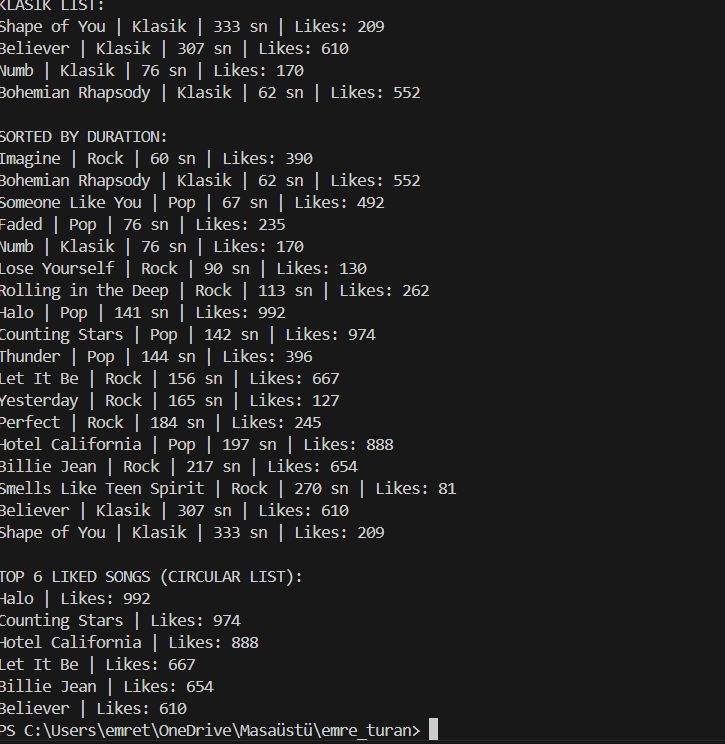 KLASIK LIST:
Shape of You | Klasik | 333 sn | Likes: 209
Believer | Klasik | 307 sn | Likes: 610
Numb | Klasik | 76 sn | Likes: 170
Bohemian Rhapsody | Klasik | 62 sn | Likes: 552

SORTED BY DURATION:
Imagine | Rock | 60 sn | Likes: 390
Bohemian Rhapsody | Klasik | 62 sn | Likes: 552
Someone Like You | Pop | 67 sn | Likes: 492
Faded | Pop | 76 sn | Likes: 235
Numb | Klasik | 76 sn | Likes: 170
Lose Yourself | Rock | 90 sn | Likes: 130
Rolling in the Deep | Rock | 113 sn | Likes: 262
Halo | Pop | 141 sn | Likes: 992
Counting Stars | Pop | 142 sn | Likes: 974
Thunder | Pop | 144 sn | Likes: 396
Let It Be | Rock | 156 sn | Likes: 667
Yesterday | Rock | 165 sn | Likes: 127
Perfect | Rock | 184 sn | Likes: 245
Hotel California | Pop | 197 sn | Likes: 888
Billie Jean | Rock | 217 sn | Likes: 654
Smells Like Teen Spirit | Rock | 270 sn | Likes: 81
Believer | Klasik | 307 sn | Likes: 610
Shape of You | Klasik | 333 sn | Likes: 209

TOP 6 LIKED SONGS (CIRCULAR LIST):
Halo | Likes: 992
Counting Stars | Likes: 974
Hotel California | Likes: 888
Let It Be | Likes: 667
Billie Jean | Likes: 654
Believer | Likes: 610
PS C:\Users\emret\OneDrive\Masaüstü\emre_turan>